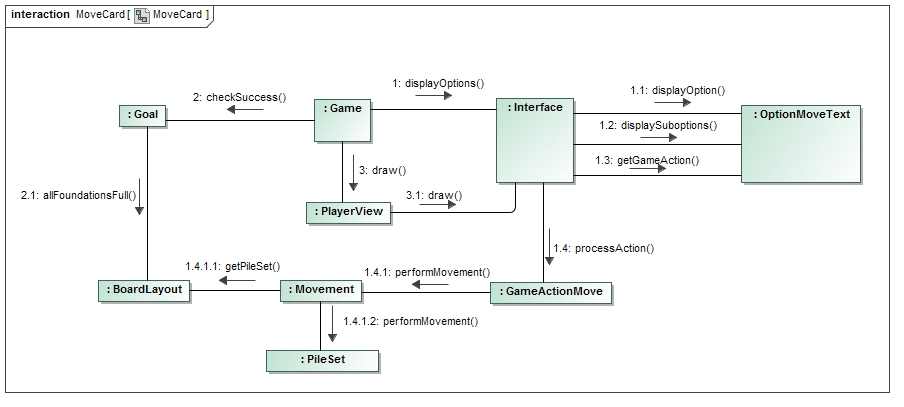 interaction MoveCard [ MoveCard ]
1: displayOptions()
2: checkSuccess()
1.1: displayOption()
: Goal
: Game
: Interface
: OptionMoveText
1.2: displaySuboptions()
1.3: getGameAction()
3: draw()
2.1: allFoundationsFull()
3.1: draw()
: PlayerView
1.4: processAction()
1.4.1.1: getPileSet()
1.4.1: performMovement()
: BoardLayout
: Movement
: GameActionMove
1.4.1.2: performMovement()
: PileSet